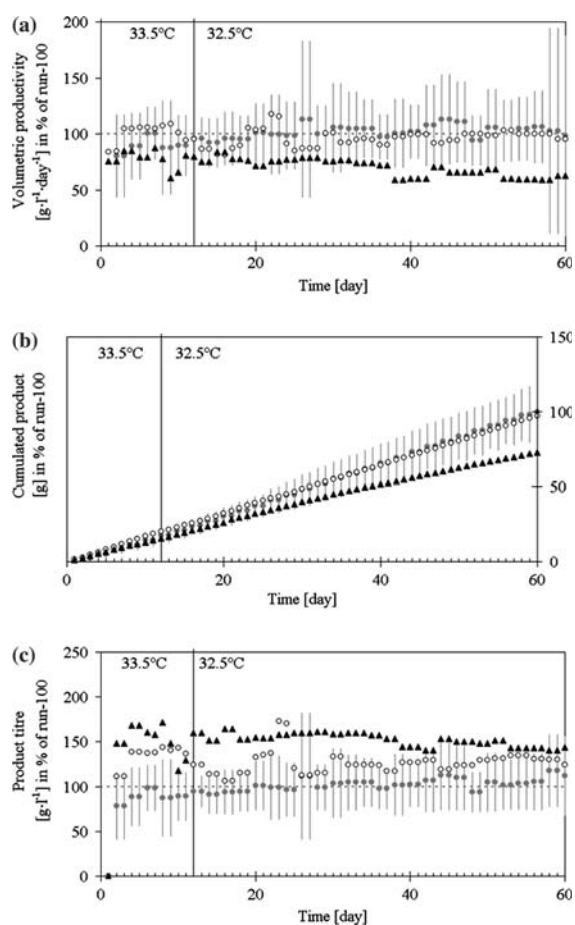 (a)
Volumetric productivity
[g·l⁻¹·day⁻¹] in % of run-100
200
150
100
50
0
33.5°C
32.5°C
0
20
40
60
Time [day]
(b)
Cumulated product
[g] in % of run-100
33.5°C
32.5°C
150
100
50
0
0
20
40
60
Time [day]
(c)
Product titre
[g·l⁻¹] in % of run-100
250
200
150
100
50
0
33.5°C
32.5°C
0
20
40
60
Time [day]